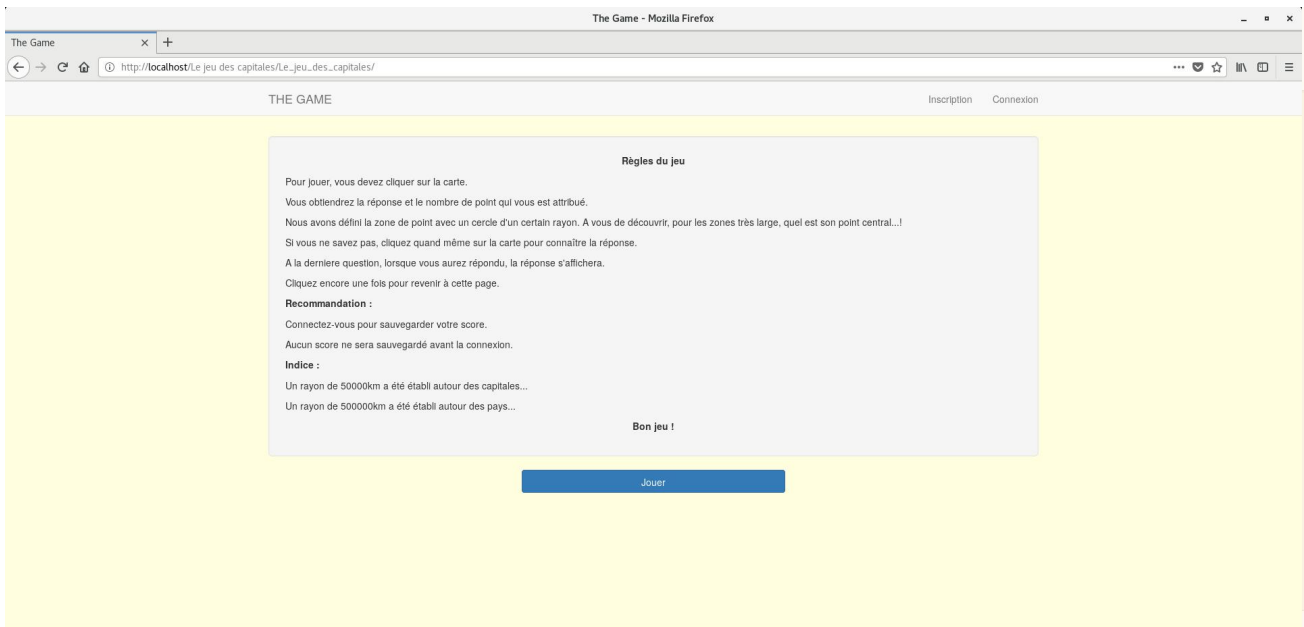 The Game - Mozilla Firefox
The Game
http://localhost/Le jeu des capitales/Le_jeu_des_capitales/
THE GAME
Inscription
Connexion
Règles du jeu
Pour jouer, vous devez cliquer sur la carte.
Vous obtiendrez la réponse et le nombre de point qui vous est attribué.
Nous avons défini la zone de point avec un cercle d'un certain rayon. A vous de découvrir, pour les zones très large, quel est son point central...!
Si vous ne savez pas, cliquez quand même sur la carte pour connaître la réponse.
A la derniere question, lorsque vous aurez répondu, la réponse s'affichera.
Cliquez encore une fois pour revenir à cette page.
Recommandation :
Connectez-vous pour sauvegarder votre score.
Aucun score ne sera sauvegardé avant la connexion.
Indice :
Un rayon de 50000km a été établi autour des capitales...
Un rayon de 500000km a été établi autour des pays...
Bon jeu !
Jouer